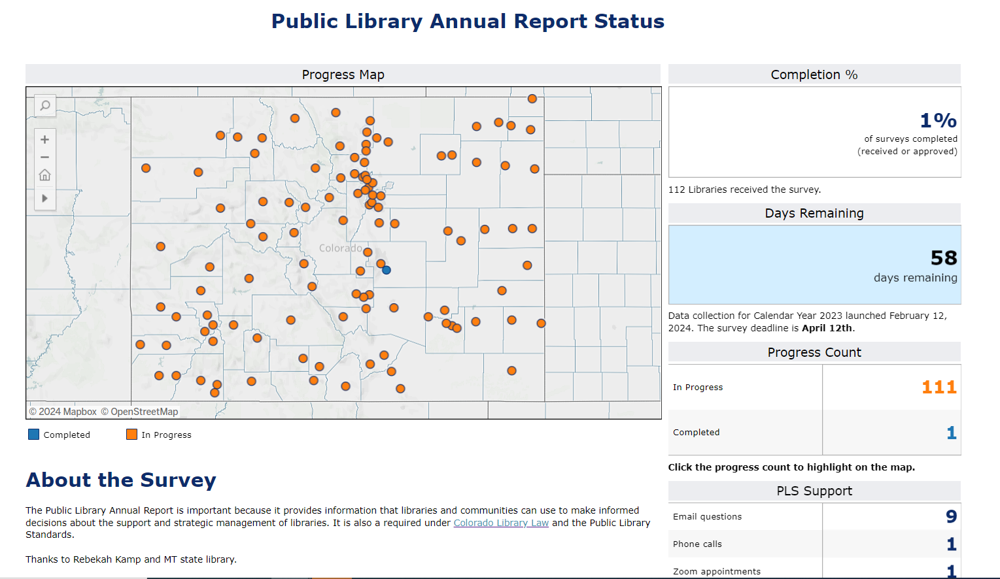 Public Library Annual Report Status
Progress Map
Colorado
© 2024 Mapbox © OpenStreetMap
Completed
In Progress
About the Survey
The Public Library Annual Report is important because it provides information that libraries and communities can use to make informed
decisions about the support and strategic management of libraries. It is also a required under Colorado Library Law and the Public Library
Standards.
Thanks to Rebekah Kamp and MT state library.
Completion %
1%
of surveys completed
(received or approved)
112 Libraries received the survey.
Days Remaining
58
days remaining
Data collection for Calendar Year 2023 launched February 12,
2024. The survey deadline is April 12th.
Progress Count
In Progress 111
Completed 1
Click the progress count to highlight on the map.
PLS Support
Email questions 9
Phone calls 1
Zoom appointments 1